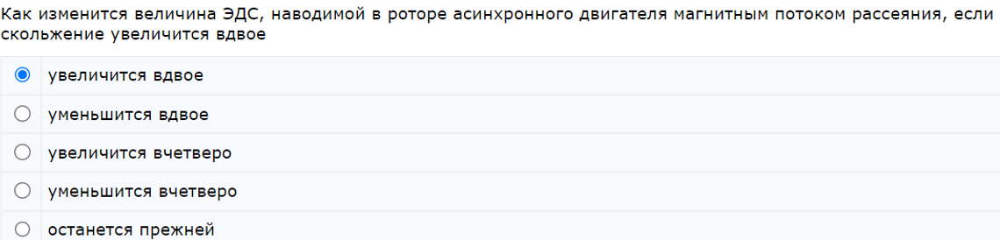 Как изменится величина ЭДС, наводимой в роторе асинхронного двигателя магнитным потоком рассеяния, если
скольжение увеличится вдвое
увеличится вдвое
уменьшится вдвое
увеличится вчетверо
уменьшится вчетверо
останется прежней